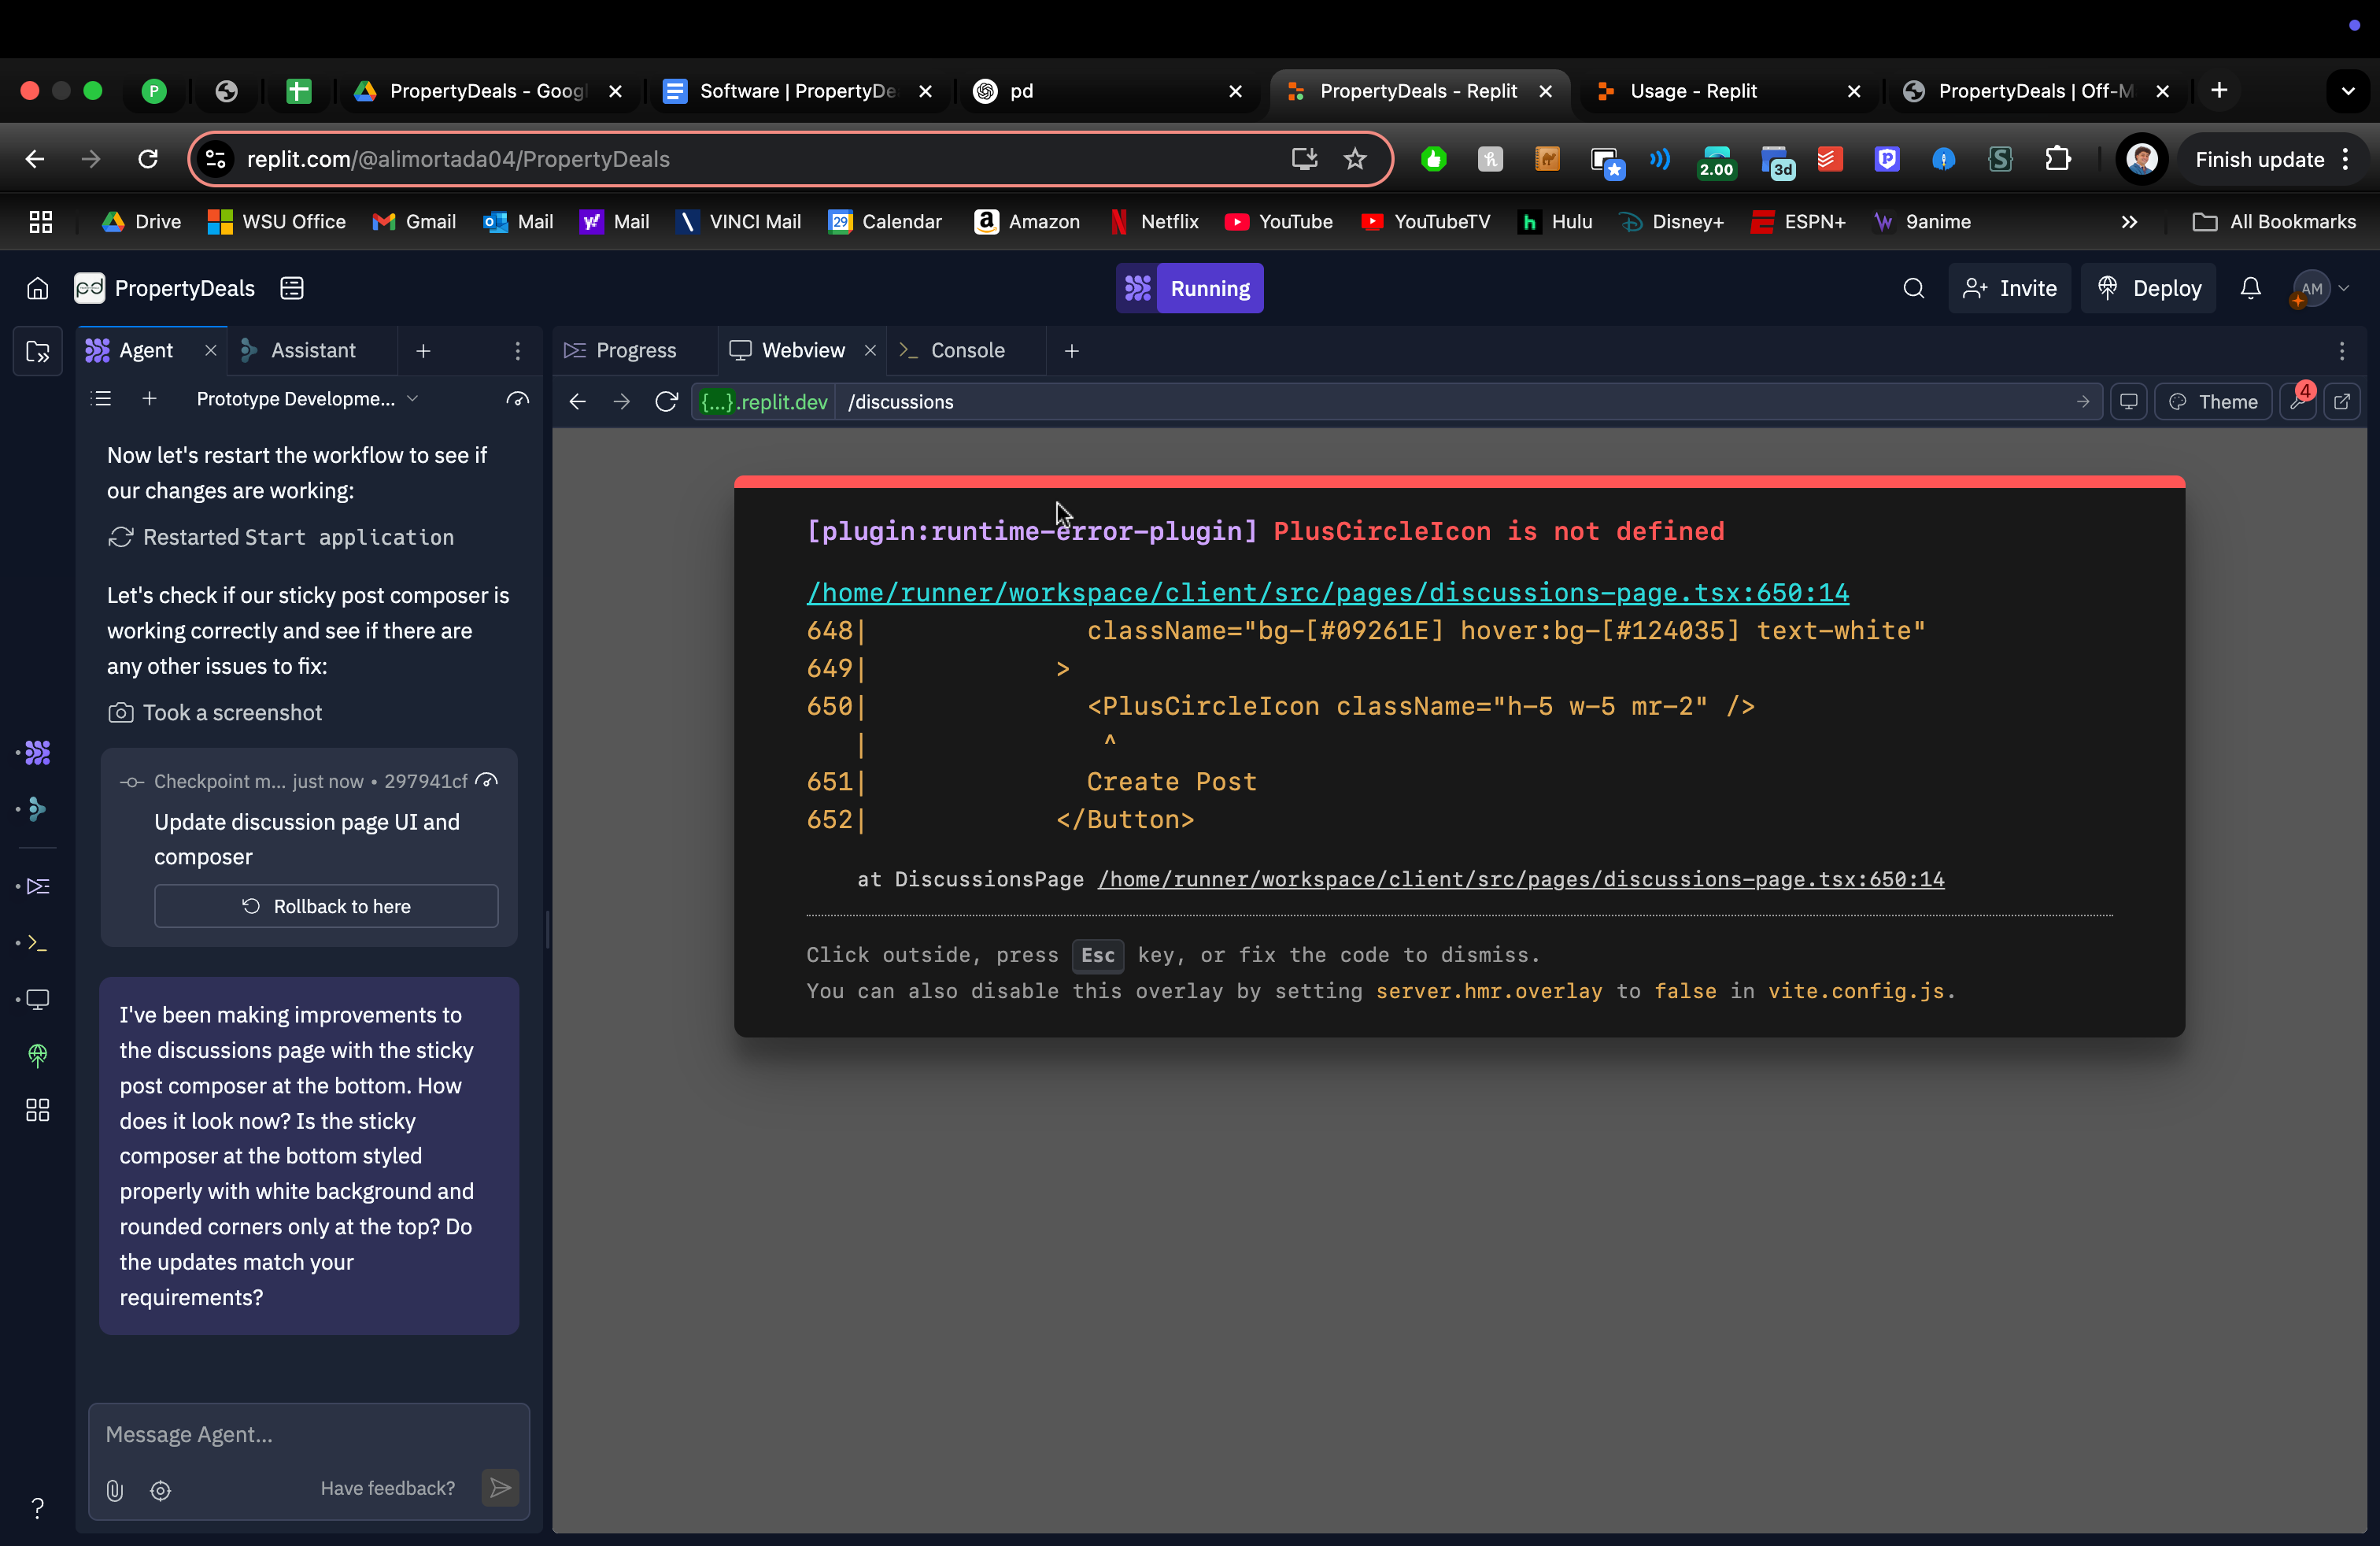 P
PropertyDeals - Googl
Software | PropertyDe
pd
PropertyDeals - Replit
Usage - Replit
PropertyDeals | Off-M
replit.com/@alimortada04/PropertyDeals
2.00
3d
Finish update
Drive
WSU Office
Gmail
Mail
Mail
VINCI Mail
29
Calendar
Amazon
Netflix
YouTube
YouTubeTV
Hulu
Disney+
ESPN+
9anime
All Bookmarks
pd
PropertyDeals
Running
Invite
Deploy
AM
Agent
Assistant
Progress
Webview
Console
Prototype Developme...
{...}.replit.dev
/discussions
Theme
4
Now let's restart the workflow to see if
our changes are working:
Restarted Start application
Let's check if our sticky post composer is
working correctly and see if there are
any other issues to fix:
Took a screenshot
Checkpoint m... just now • 297941cf
Update discussion page UI and
composer
Rollback to here
I've been making improvements to
the discussions page with the sticky
post composer at the bottom. How
does it look now? Is the sticky
composer at the bottom styled
properly with white background and
rounded corners only at the top? Do
the updates match your
requirements?
Message Agent...
Have feedback?
?
[plugin:runtime-error-plugin] PlusCircleIcon is not defined
/home/runner/workspace/client/src/pages/discussions-page.tsx:650:14
648|              className="bg-[#09261E] hover:bg-[#124035] text-white"
649|            >
650|              <PlusCircleIcon className="h-5 w-5 mr-2" />
   |               ^
651|              Create Post
652|            </Button>
at DiscussionsPage /home/runner/workspace/client/src/pages/discussions-page.tsx:650:14
Click outside, press Esc key, or fix the code to dismiss.
You can also disable this overlay by setting server.hmr.overlay to false in vite.config.js.